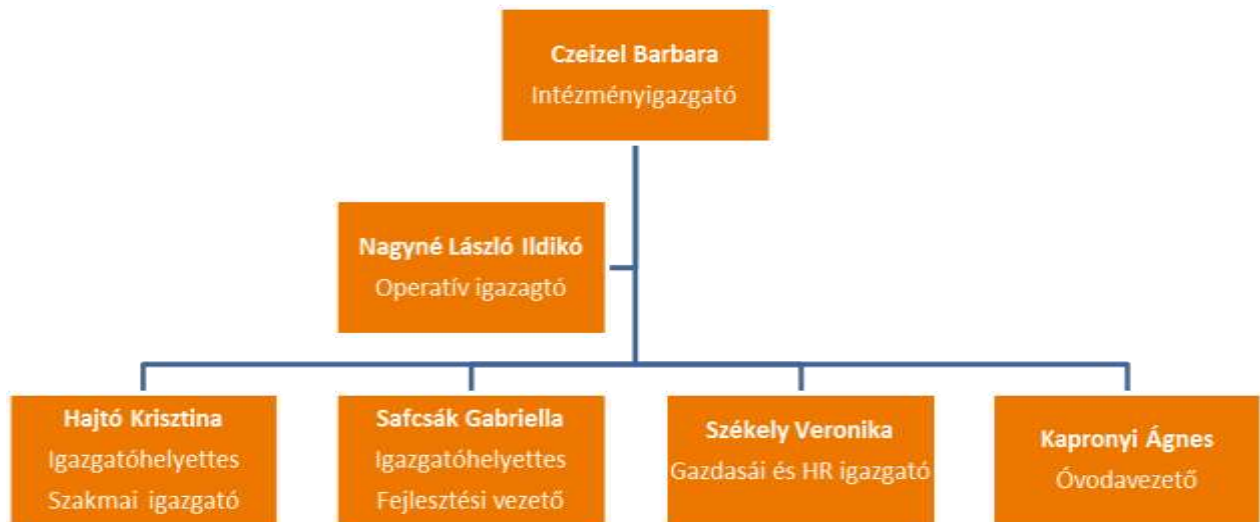 Czeizel Barbara
Intézményigazgató
Nagyné László Ildikó
Operatív igazagtó
Hajtó Krisztina
Igazgatóhelyettes
Szakmai igazgató
Safcsák Gabriella
Igazgatóhelyettes
Fejlesztési vezető
Székely Veronika
Gazdasái és HR igazgató
Kapronyi Ágnes
Óvodavezető